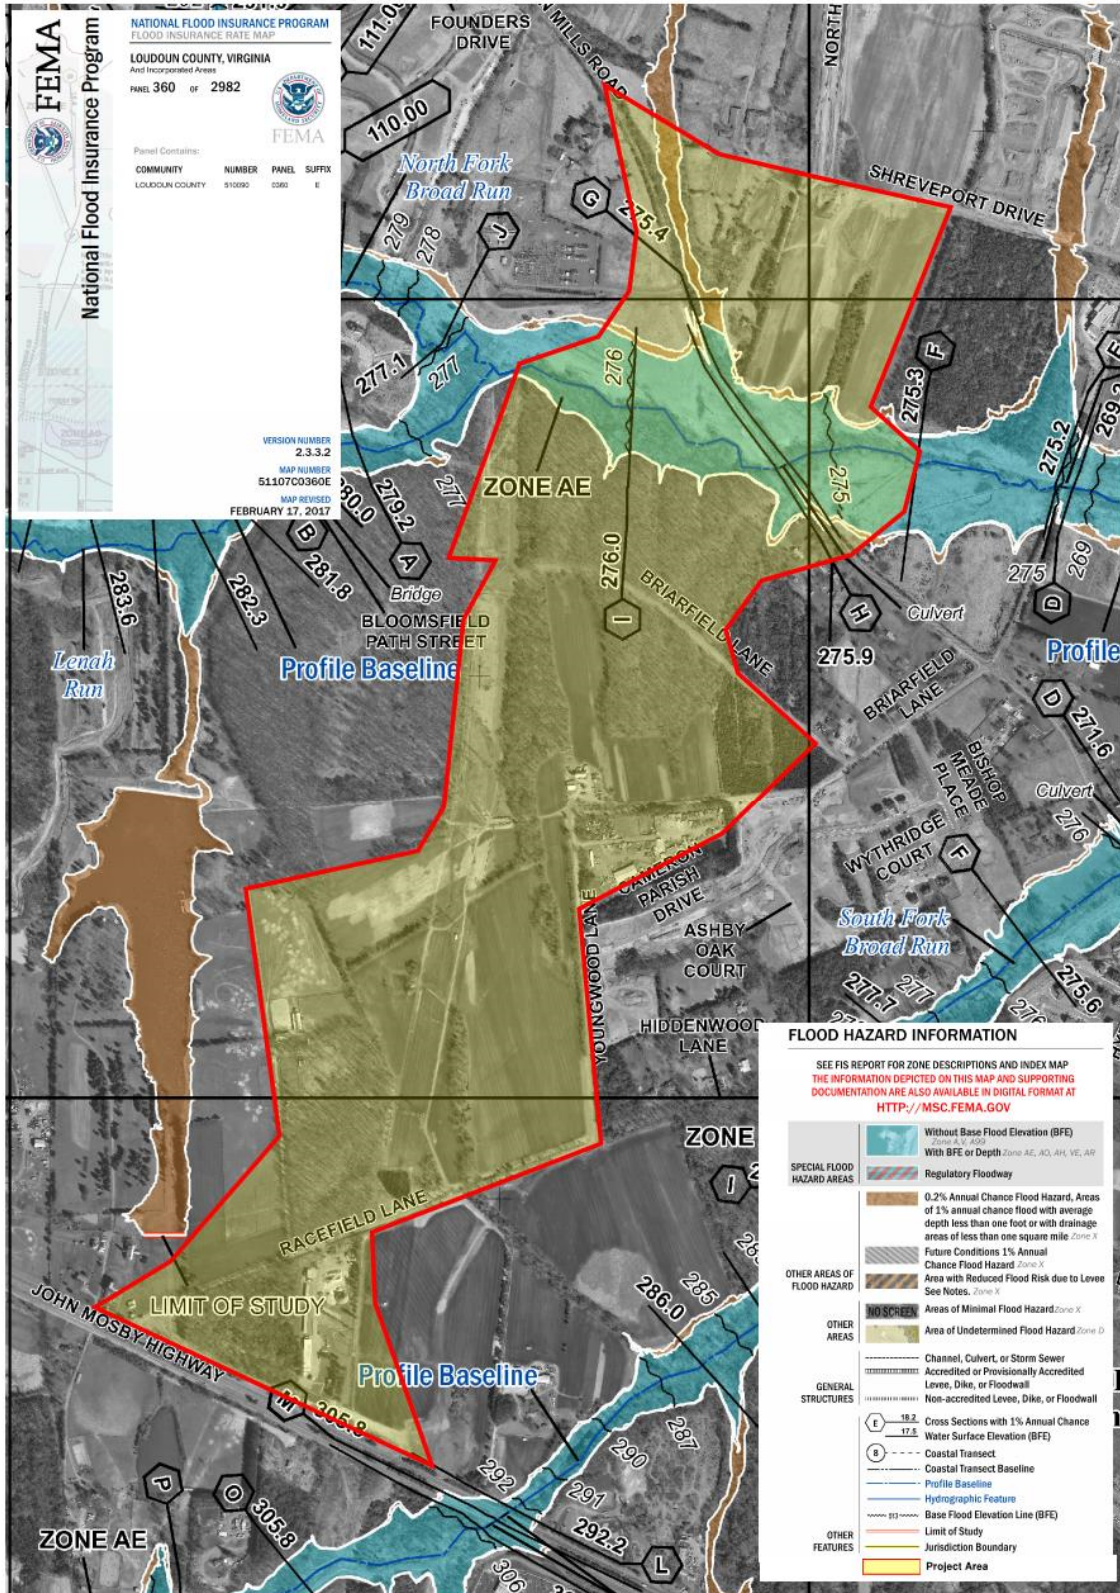 FEMA
National Flood Insurance Program
NATIONAL FLOOD INSURANCE PROGRAM
FLOOD INSURANCE RATE MAP
LOUDOUN COUNTY, VIRGINIA
And Incorporated Areas
PANEL 360 OF 2982
FEMA
Panel Contains:
COMMUNITY NUMBER PANEL SUFFIX
LOUDOUN COUNTY 510090 0360 E
VERSION NUMBER
2.3.3.2
MAP NUMBER
51107C0360E
MAP REVISED
FEBRUARY 17, 2017
FOUNDERS
DRIVE
MILLS ROAD
NORTH
111.00
110.00
North Fork
Broad Run
SHREVEPORT DRIVE
G
275.4
J
279
278
277.1
277
276
F
275.3
E
269.2
275.2
ZONE AE
277
275
280.0
279.2
B
281.8
A
Bridge
276.0
I
283.6
282.3
BLOOMSFIELD
PATH STREET
BRIARFIELD LANE
H
Culvert
275.9
275
269
D
Lenah
Run
Profile Baseline
Profile
BRIARFIELD
LANE
D
271.6
BISHOP
MEADE
PLACE
Culvert
276
WYTHRIDGE
COURT
F
CAMERON
PARISH
DRIVE
YOUNGWOOD LANE
ASHBY
OAK
COURT
South Fork
Broad Run
277.7
277
275.6
276
HIDDENWOOD
LANE
ZONE
I
RACEFIELD LANE
LIMIT OF STUDY
JOHN MOSBY HIGHWAY
286.0
285
Profile Baseline
M
305.8
287
290
292
291
292.2
L
P
O
305.8
306
ZONE AE
FLOOD HAZARD INFORMATION
SEE FIS REPORT FOR ZONE DESCRIPTIONS AND INDEX MAP
THE INFORMATION DEPICTED ON THIS MAP AND SUPPORTING
DOCUMENTATION ARE ALSO AVAILABLE IN DIGITAL FORMAT AT
HTTP://MSC.FEMA.GOV
SPECIAL FLOOD
HAZARD AREAS
Without Base Flood Elevation (BFE)
Zone A,V, A99
With BFE or Depth Zone AE, AO, AH, VE, AR
Regulatory Floodway
OTHER AREAS OF
FLOOD HAZARD
0.2% Annual Chance Flood Hazard, Areas
of 1% annual chance flood with average
depth less than one foot or with drainage
areas of less than one square mile Zone X
Future Conditions 1% Annual
Chance Flood Hazard Zone X
Area with Reduced Flood Risk due to Levee
See Notes. Zone X
OTHER
AREAS
NO SCREEN Areas of Minimal Flood Hazard Zone X
Area of Undetermined Flood Hazard Zone D
GENERAL
STRUCTURES
Channel, Culvert, or Storm Sewer
Accredited or Provisionally Accredited
Levee, Dike, or Floodwall
Non-accredited Levee, Dike, or Floodwall
OTHER
FEATURES
E 18.2 Cross Sections with 1% Annual Chance
17.5 Water Surface Elevation (BFE)
8 Coastal Transect
Coastal Transect Baseline
Profile Baseline
Hydrographic Feature
513 Base Flood Elevation Line (BFE)
Limit of Study
Jurisdiction Boundary
Project Area